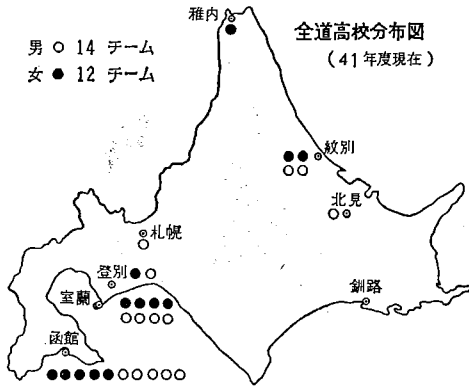 全道高校分布図
(41年度現在)
男 ○ 14 チーム
女 ● 12 チーム
稚内
紋別
北見
札幌
登別
室蘭
釧路
函館